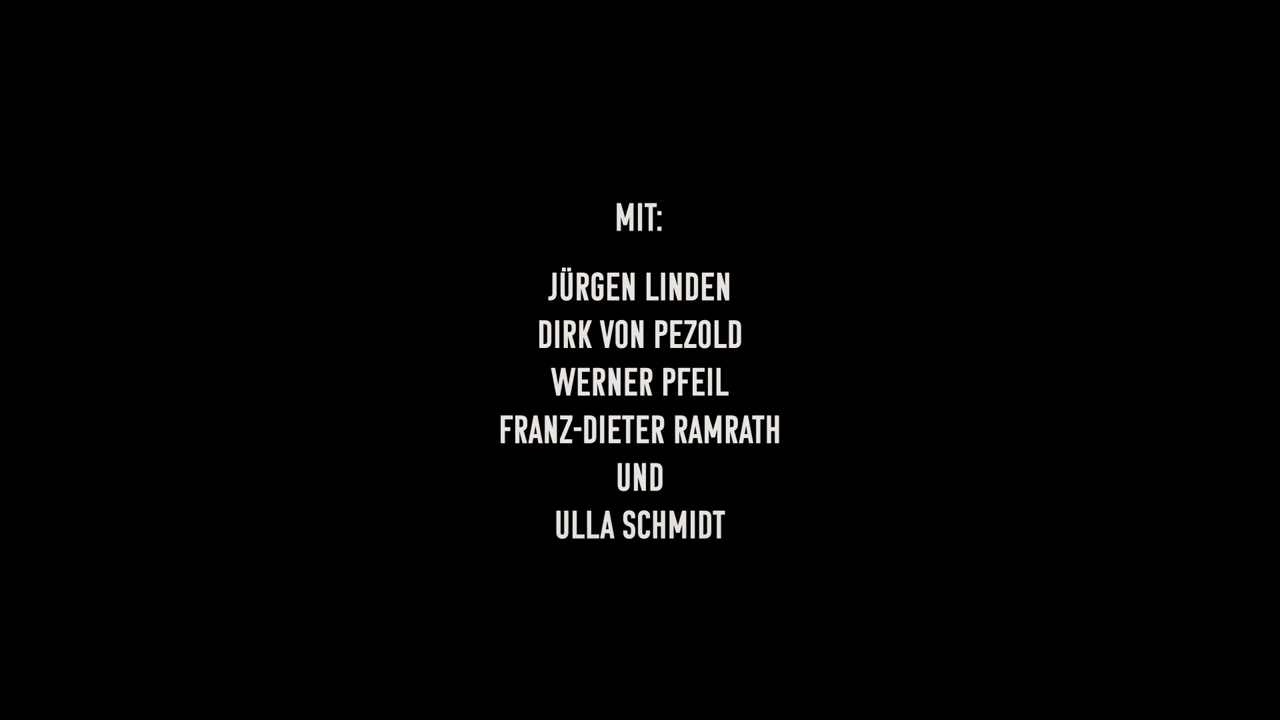 MIT:
JÜRGEN LINDEN
DIRK VON PEZOLD
WERNER PFEIL
FRANZ-DIETER RAMRATH
UND
ULLA SCHMIDT